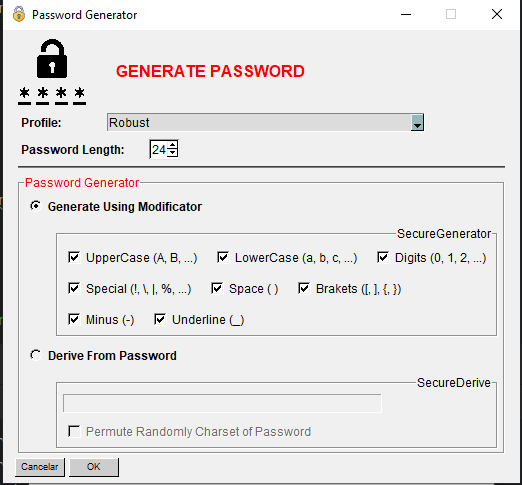 Password Generator
GENERATE PASSWORD
* * * *
Profile: Robust
Password Length: 24
Password Generator
Generate Using Modificator
SecureGenerator
UpperCase (A, B, ...) LowerCase (a, b, c, ...) Digits (0, 1, 2, ...)
Special (!, \, |, %, ...) Space ( ) Brakets ([, ], {, })
Minus (-) Underline (_)
Derive From Password
SecureDerive
Permute Randomly Charset of Password
Cancelar OK